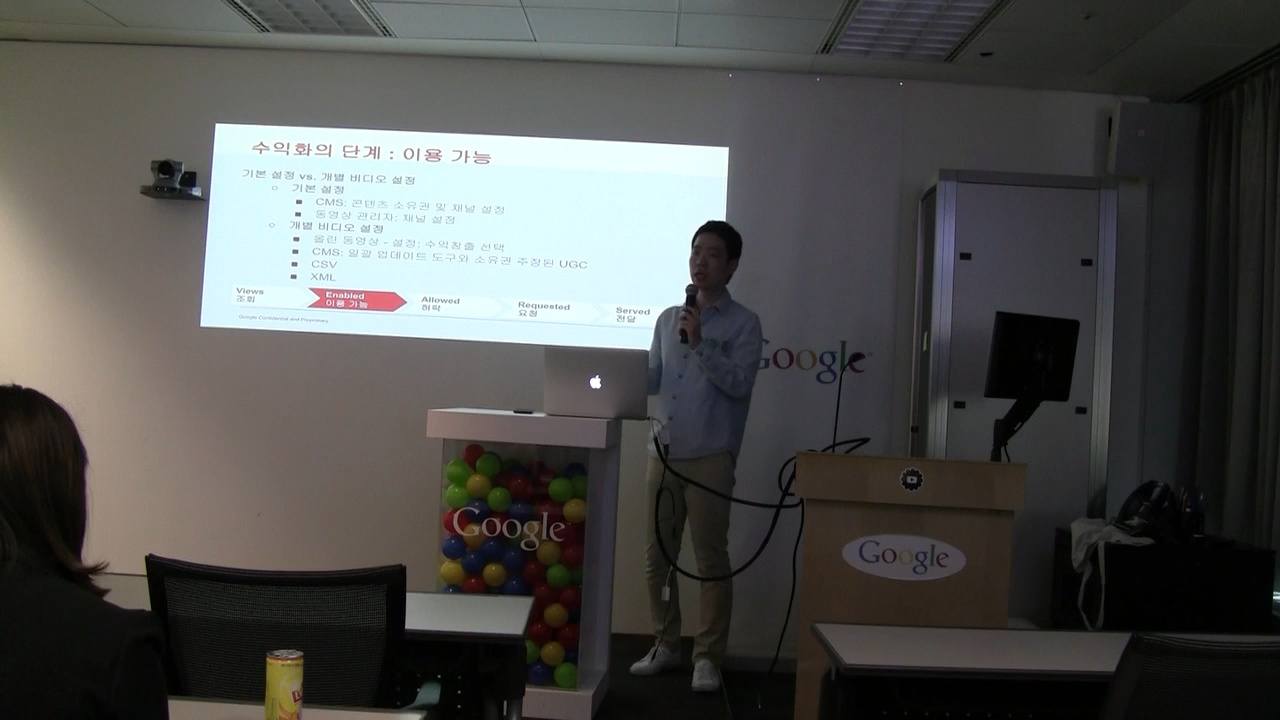 수익화의 단계 : 이용 가능
기본 설정 vs. 개별 비디오 설정
기본 설정
CMS: 콘텐츠 소유권 및 채널 설정
동영상 관리자: 채널 설정
개별 비디오 설정
올린 동영상 - 설정: 수익창출 선택
CMS: 일괄 업데이트 도구와 소유권 주장된 UGC
CSV
XML
Views
조회
Enabled
이용 가능
Allowed
허락
Requested
요청
Served
전달
Google Confidential and Proprietary
Google
Google
Google